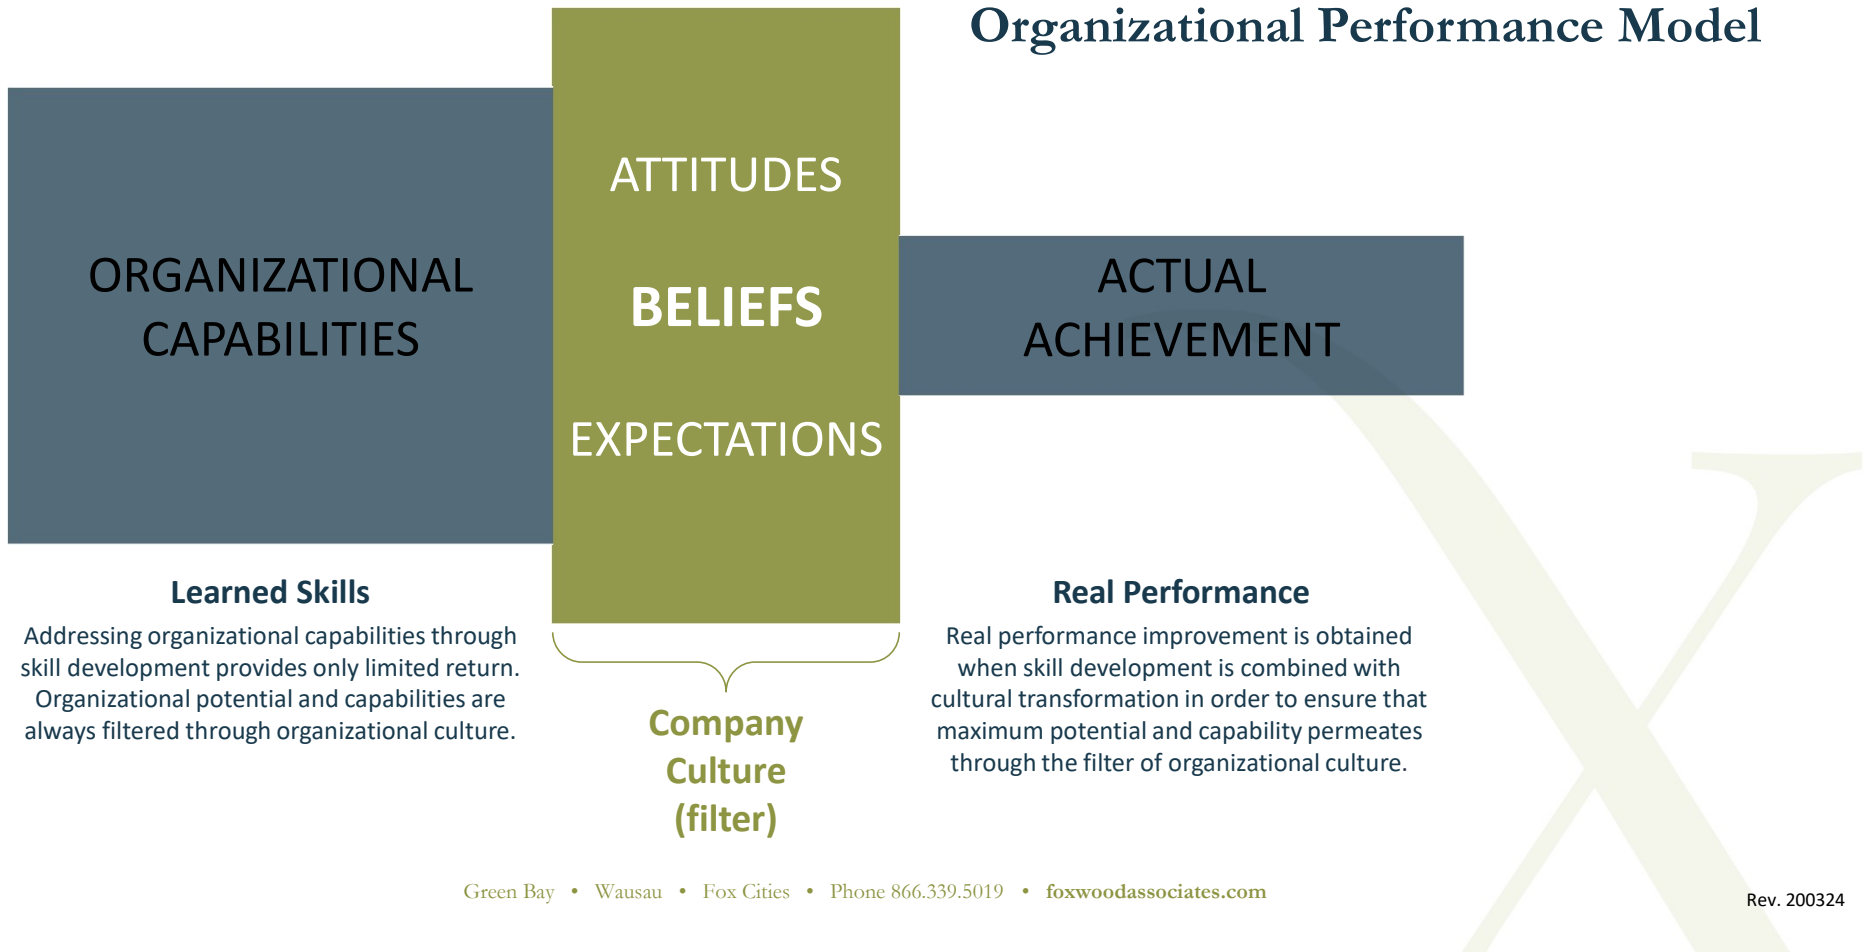 Organizational Performance Model
ORGANIZATIONAL
CAPABILITIES
ATTITUDES
BELIEFS
EXPECTATIONS
ACTUAL
ACHIEVEMENT
Learned Skills
Addressing organizational capabilities through
skill development provides only limited return.
Organizational potential and capabilities are
always filtered through organizational culture.
Company
Culture
(filter)
Real Performance
Real performance improvement is obtained
when skill development is combined with
cultural transformation in order to ensure that
maximum potential and capability permeates
through the filter of organizational culture.
Green Bay • Wausau • Fox Cities • Phone 866.339.5019 • foxwoodassociates.com
Rev. 200324